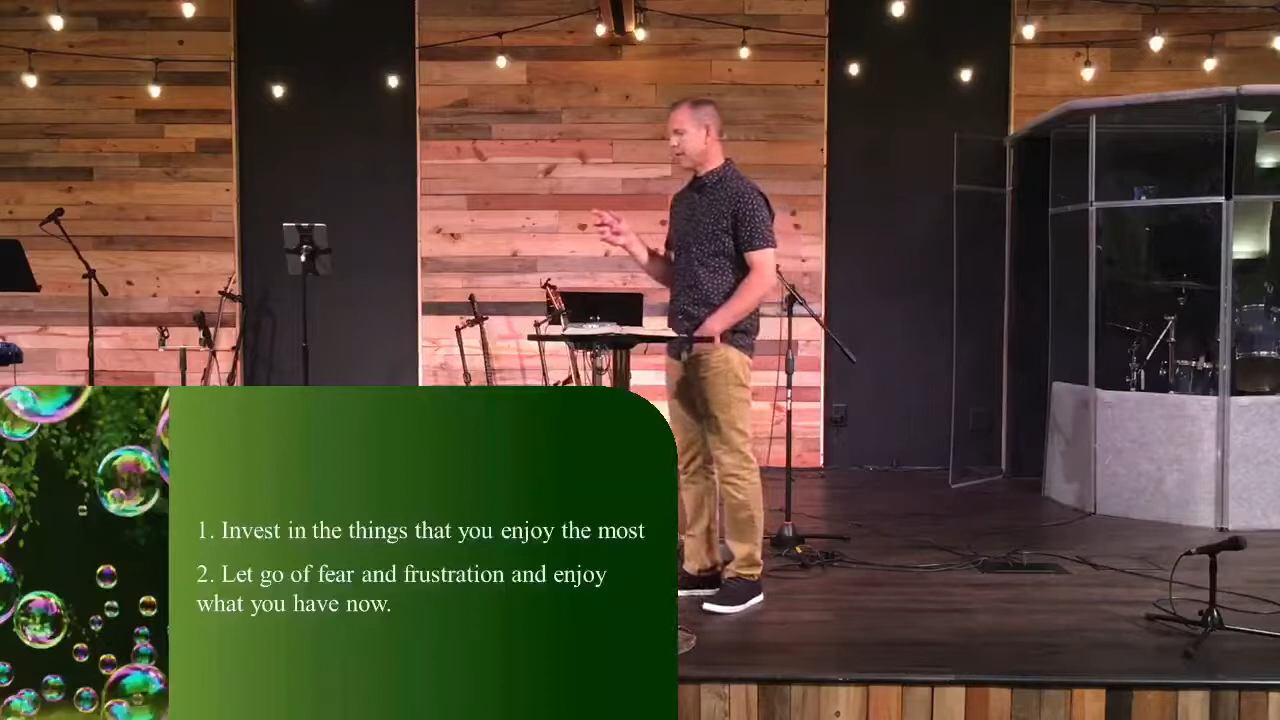 1. Invest in the things that you enjoy the most
2. Let go of fear and frustration and enjoy
what you have now.